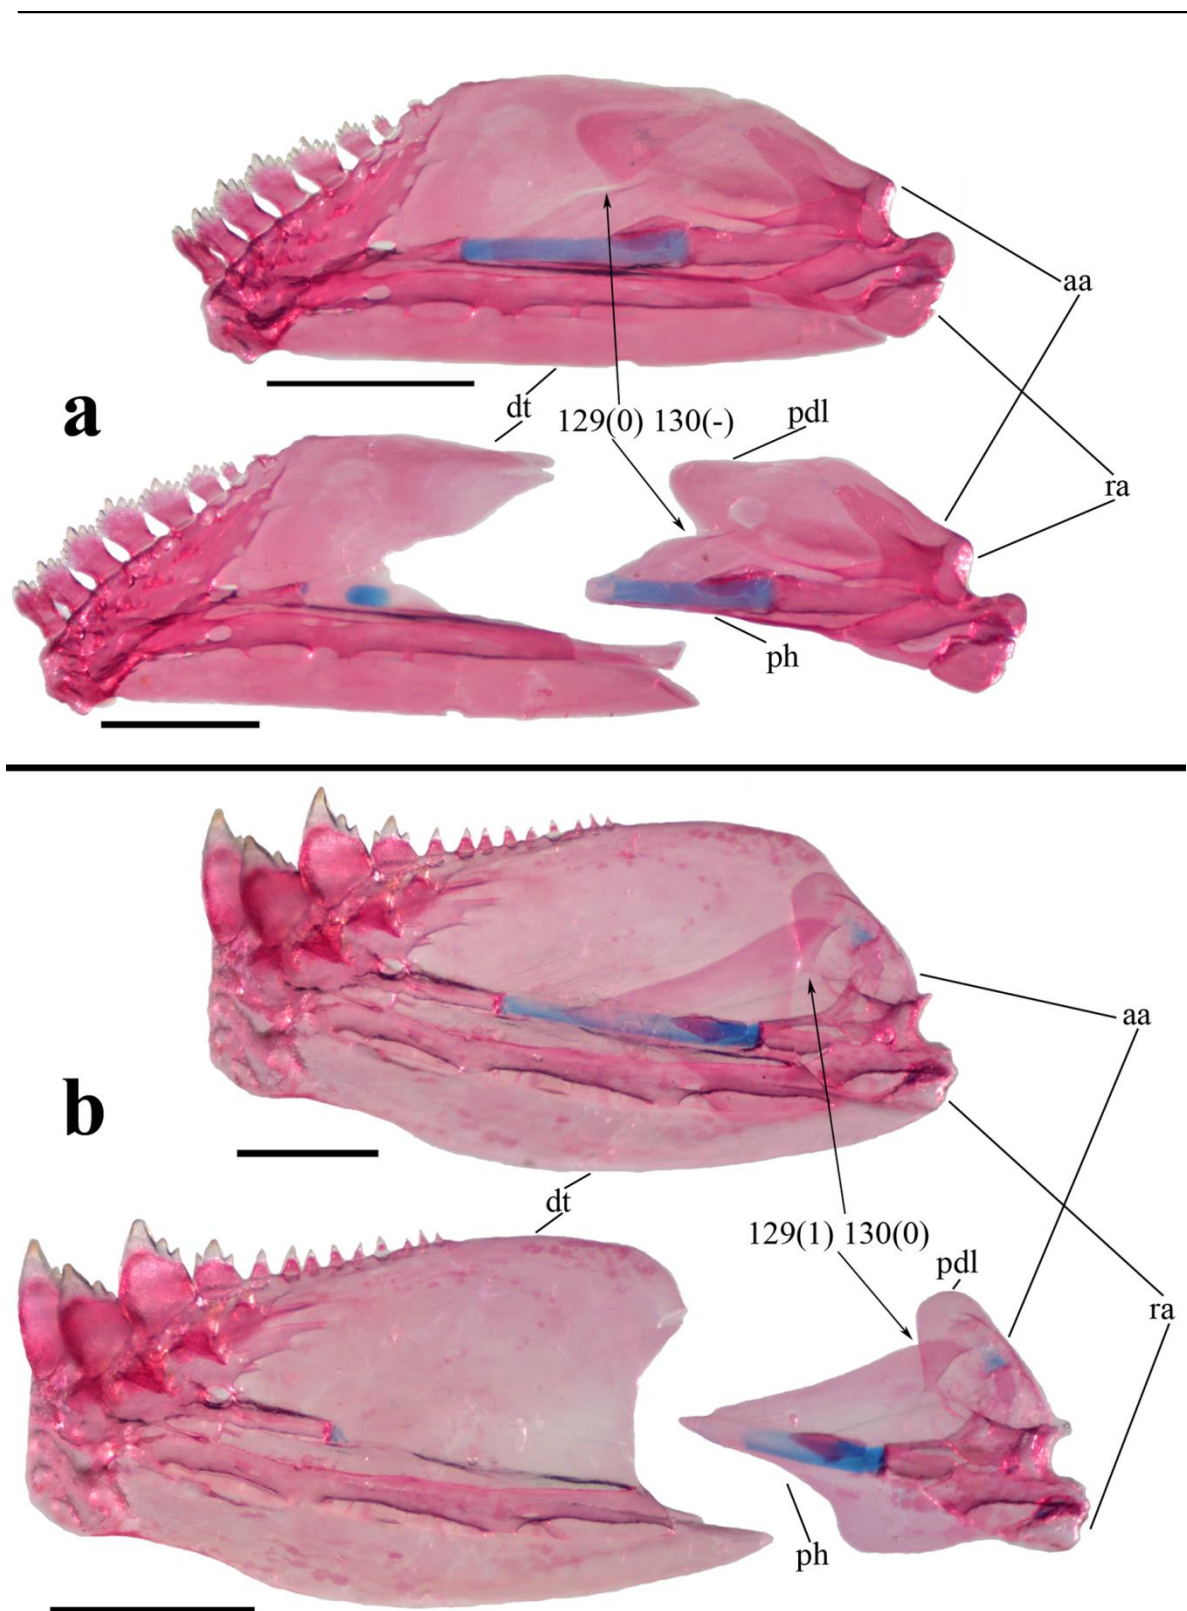 aa
a
dt
129(0) 130(-)
pdl
ra
ph
aa
b
dt
129(1) 130(0)
pdl
ra
ph